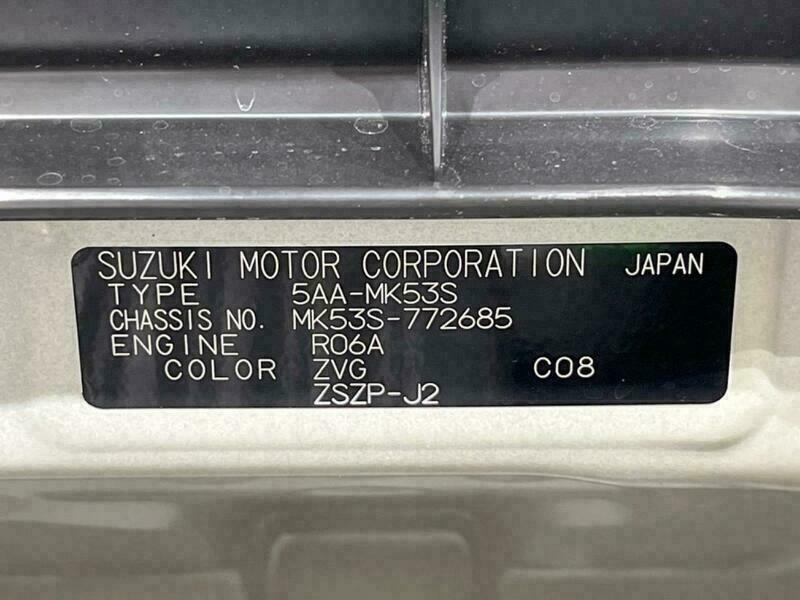 SUZUKI MOTOR CORPORATION JAPAN
TYPE 5AA-MK53S
CHASSIS NO. MK53S-772685
ENGINE R06A
COLOR ZVG C08
ZSZP-J2